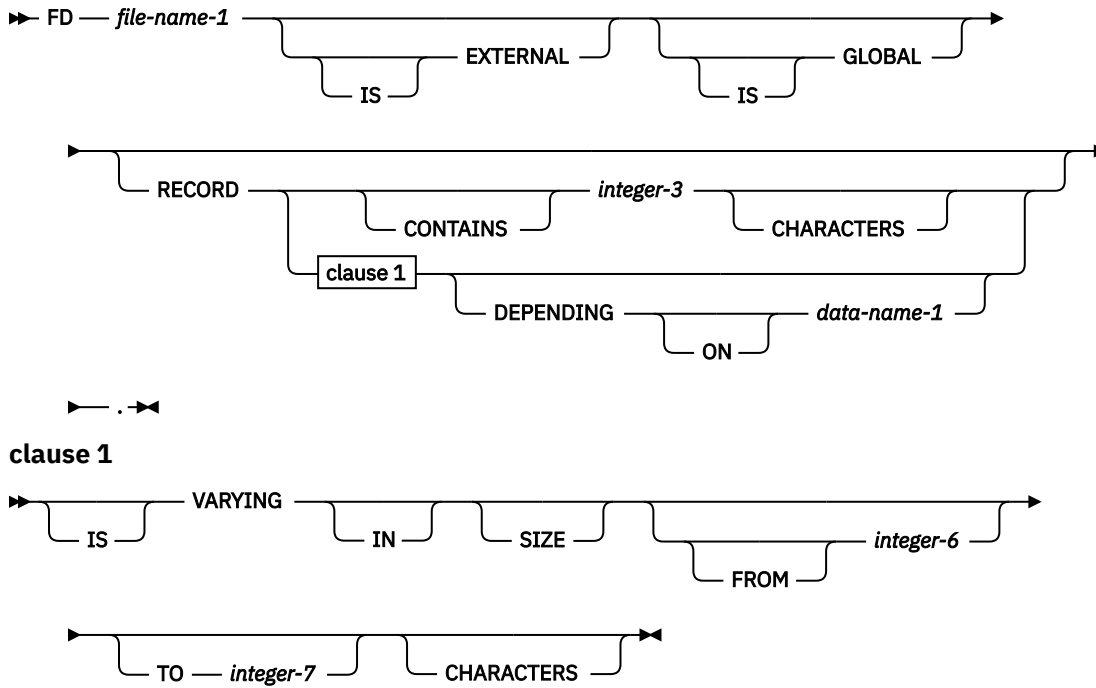 FD file-name-1 EXTERNAL GLOBAL
IS IS
RECORD integer-3
CONTAINS CHARACTERS
clause 1
DEPENDING data-name-1
ON
.
clause 1
VARYING
IS IN SIZE integer-6
FROM
TO integer-7 CHARACTERS